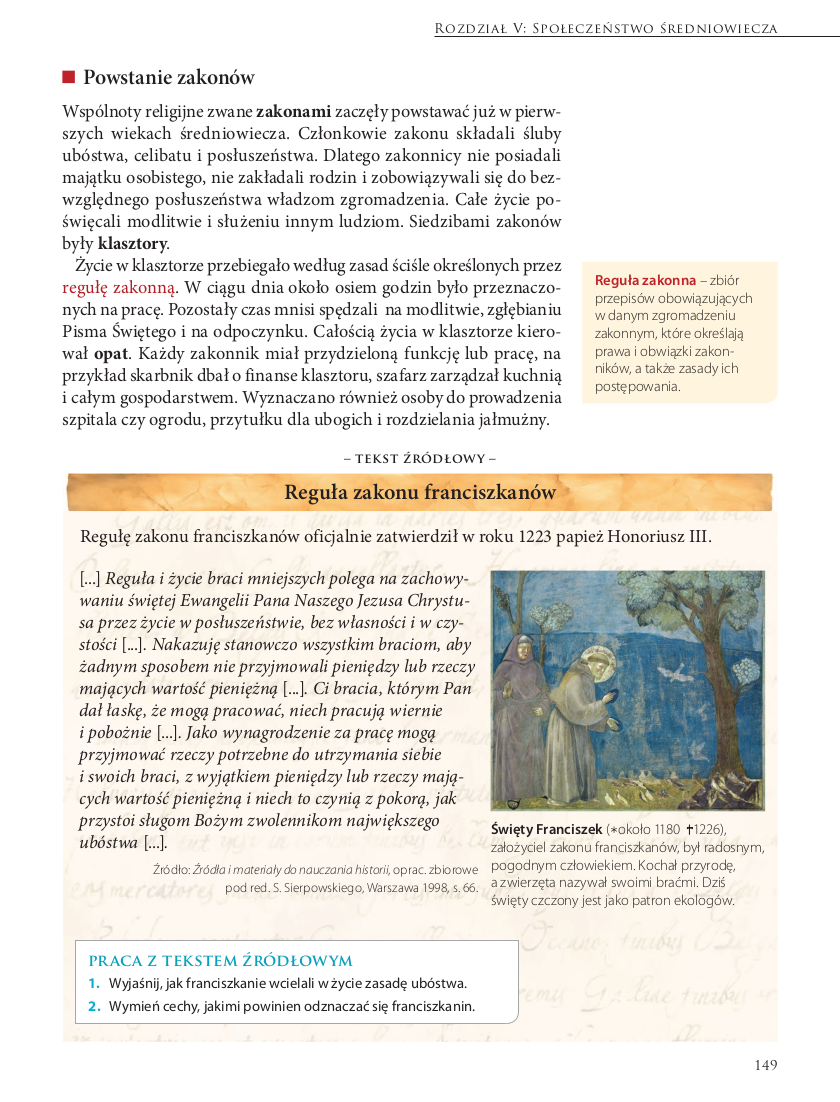 Rozdział V: Społeczeństwo średniowiecza
Powstanie zakonów
Wspólnoty religijne zwane zakonami zaczęły powstawać już w pierw-
szych wiekach średniowiecza. Członkowie zakonu składali śluby
ubóstwa, celibatu i posłuszeństwa. Dlatego zakonnicy nie posiadali
majątku osobistego, nie zakładali rodzin i zobowiązywali się do bez-
względnego posłuszeństwa władzom zgromadzenia. Całe życie po-
święcali modlitwie i służeniu innym ludziom. Siedzibami zakonów
były klasztory.
Życie w klasztorze przebiegało według zasad ściśle określonych przez
regułę zakonną. W ciągu dnia około osiem godzin było przeznaczo-
nych na pracę. Pozostały czas mnisi spędzali na modlitwie, zgłębianiu
Pisma Świętego i na odpoczynku. Całością życia w klasztorze kiero-
wał opat. Każdy zakonnik miał przydzieloną funkcję lub pracę, na
przykład skarbnik dbał o finanse klasztoru, szafarz zarządzał kuchnią
i całym gospodarstwem. Wyznaczano również osoby do prowadzenia
szpitala czy ogrodu, przytułku dla ubogich i rozdzielania jałmużny.
Reguła zakonna – zbiór
przepisów obowiązujących
w danym zgromadzeniu
zakonnym, które określają
prawa i obwiązki zakon-
ników, a także zasady ich
postępowania.
– TEKST ŹRÓDŁOWY –
Reguła zakonu franciszkanów
Regułę zakonu franciszkanów oficjalnie zatwierdził w roku 1223 papież Honoriusz III.
[...] Reguła i życie braci mniejszych polega na zachowy-
waniu świętej Ewangelii Pana Naszego Jezusa Chrystu-
sa przez życie w posłuszeństwie, bez własności i w czy-
stości [...]. Nakazuję stanowczo wszystkim braciom, aby
żadnym sposobem nie przyjmowali pieniędzy lub rzeczy
mających wartość pieniężną [...]. Ci bracia, którym Pan
dał łaskę, że mogą pracować, niech pracują wiernie
i pobożnie [...]. Jako wynagrodzenie za pracę mogą
przyjmować rzeczy potrzebne do utrzymania siebie
i swoich braci, z wyjątkiem pieniędzy lub rzeczy mają-
cych wartość pieniężną i niech to czynią z pokorą, jak
przystoi sługom Bożym zwolennikom największego
ubóstwa [...].
Źródło: Źródła i materiały do nauczania historii, oprac. zbiorowe
pod red. S. Sierpowskiego, Warszawa 1998, s. 66.
Święty Franciszek (*około 1180 ✝1226),
założyciel zakonu franciszkanów, był radosnym,
pogodnym człowiekiem. Kochał przyrodę,
a zwierzęta nazywał swoimi braćmi. Dziś
święty czczony jest jako patron ekologów.
PRACA Z TEKSTEM ŹRÓDŁOWYM
1. Wyjaśnij, jak franciszkanie wcielali w życie zasadę ubóstwa.
2. Wymień cechy, jakimi powinien odznaczać się franciszkanin.
149